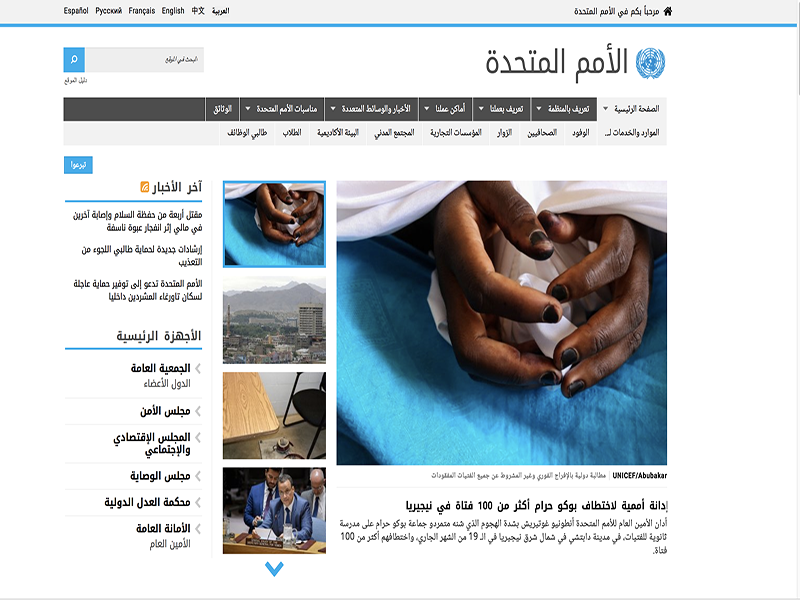 مرحباً بكم في الأمم المتحدة
العربية 中文 English Français Русский Español
الأمم المتحدة
البحث في الموقع
دليل الموقع
الصفحة الرئيسية تعريف بالمنظمة تعريف بعملنا أماكن عملنا الأخبار والوسائط المتعددة مناسبات الأمم المتحدة الوثائق
الموارد والخدمات لـ... الوفود الصحافيين الزوار المؤسسات التجارية المجتمع المدني البيئة الأكاديمية الطلاب طالبي الوظائف
تبرعوا
UNICEF/Abubakar | مطالبة دولية بالإفراج الفوري وغير المشروط عن جميع الفتيات المفقودات
إدانة أممية لاختطاف بوكو حرام أكثر من 100 فتاة في نيجيريا
أدان الأمين العام للأمم المتحدة أنطونيو غوتيريش بشدة الهجوم الذي شنه متمردو جماعة بوكو حرام على مدرسة
ثانوية للفتيات، في مدينة دابتشي في شمال شرق نيجيريا في الـ 19 من الشهر الجاري، واختطافهم أكثر من 100
فتاة.
آخر الأخبار
مقتل أربعة من حفظة السلام وإصابة آخرين
في مالي إثر انفجار عبوة ناسفة
إرشادات جديدة لحماية طالبي اللجوء من
التعذيب
الأمم المتحدة تدعو إلى توفير حماية عاجلة
لسكان تاورغاء المشردين داخليا
الأجهزة الرئيسية
الجمعية العامة
الدول الأعضاء
مجلس الأمن
المجلس الإقتصادي
والإجتماعي
مجلس الوصاية
محكمة العدل الدولية
الأمانة العامة
الأمين العام